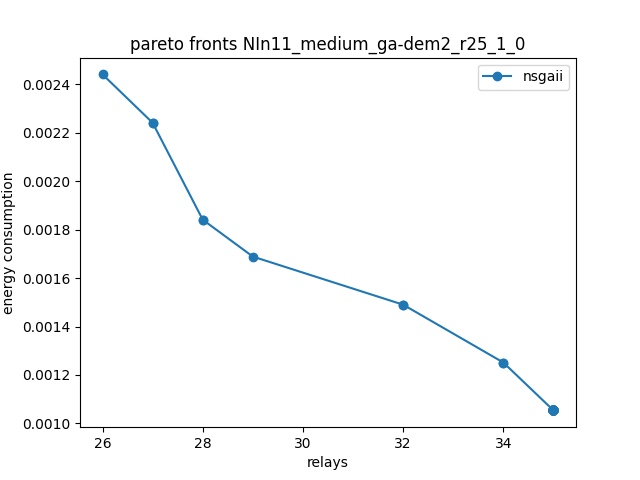 pareto fronts NIn11_medium_ga-dem2_r25_1_0
nsgaii
0.0024
0.0022
0.0020
0.0018
0.0016
0.0014
0.0012
0.0010
energy consumption
26 28 30 32 34
relays